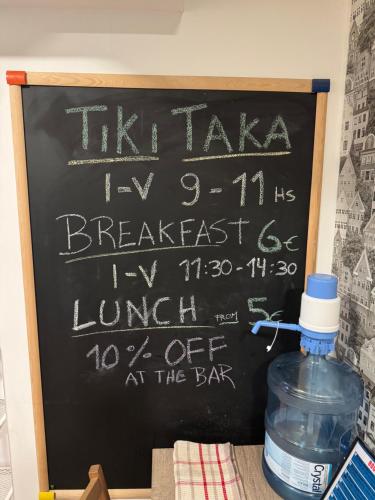 TIKI TAKA
I-V 9-11 HS
BREAKFAST 6€
I-V 11:30-14:30
LUNCH FROM 5€
10% OFF
AT THE BAR
Crystal